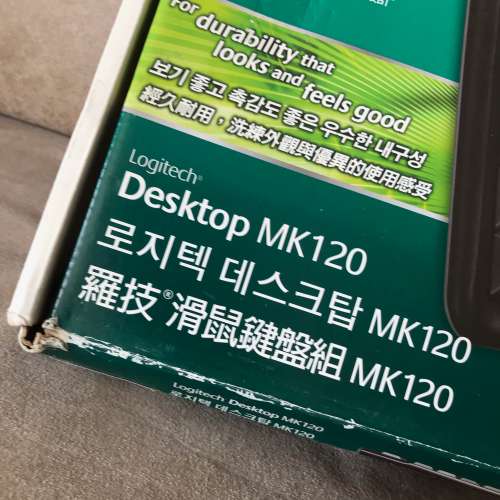 For durability that
looks and feels good
보기 좋고 촉감도 좋은 우수한 내구성
經久耐用，洗練外觀與優異的使用感受
Logitech®
Desktop MK120
로지텍 데스크탑 MK120
羅技® 滑鼠鍵盤組 MK120
Logitech Desktop MK120
로지텍 데스크탑 MK120